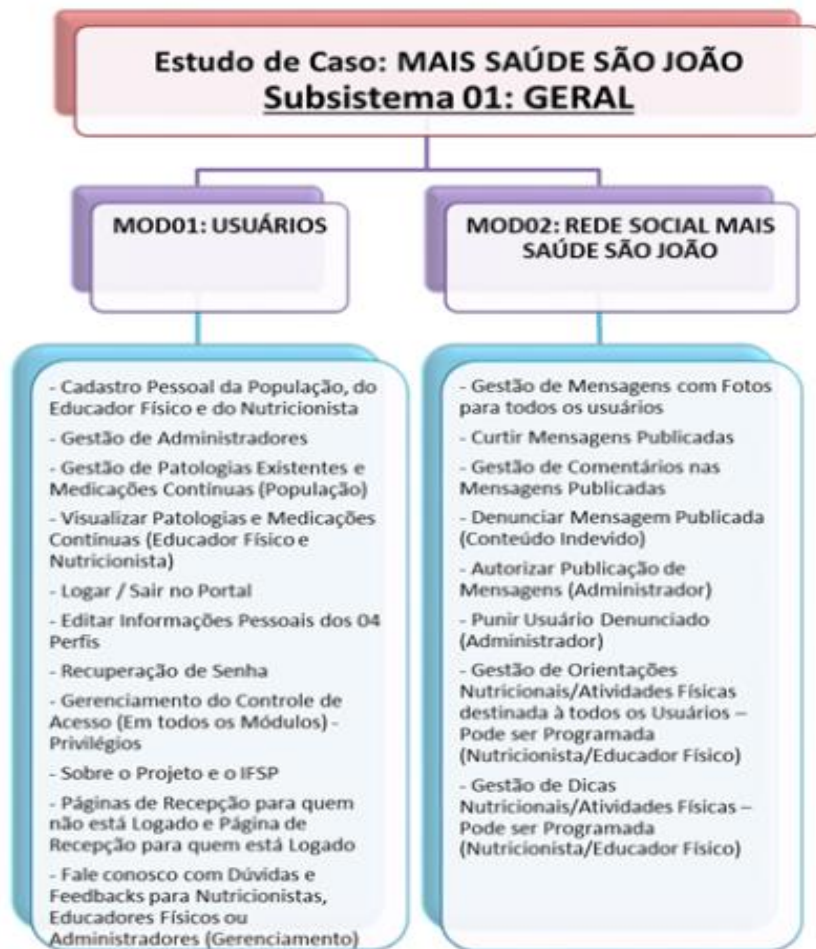 Estudo de Caso: MAIS SAÚDE SÃO JOÃO
Subsistema 01: GERAL
MOD01: USUÁRIOS
- Cadastro Pessoal da População, do
Educador Físico e do Nutricionista
- Gestão de Administradores
- Gestão de Patologias Existentes e
Medicações Contínuas (População)
- Visualizar Patologias e Medicações
Contínuas (Educador Físico e
Nutricionista)
- Logar / Sair no Portal
- Editar Informações Pessoais dos 04
Perfis
- Recuperação de Senha
- Gerenciamento do Controle de
Acesso (Em todos os Módulos) -
Privilégios
- Sobre o Projeto e o IFSP
- Páginas de Recepção para quem
não está Logado e Página de
Recepção para quem está Logado
- Fale conosco com Dúvidas e
Feedbacks para Nutricionistas,
Educadores Físicos ou
Administradores (Gerenciamento)
MOD02: REDE SOCIAL MAIS
SAÚDE SÃO JOÃO
- Gestão de Mensagens com Fotos
para todos os usuários
- Curtir Mensagens Publicadas
- Gestão de Comentários nas
Mensagens Publicadas
- Denunciar Mensagem Publicada
(Conteúdo Indevido)
- Autorizar Publicação de
Mensagens (Administrador)
- Punir Usuário Denunciado
(Administrador)
- Gestão de Orientações
Nutricionais/Atividades Físicas
destinada à todos os Usuários –
Pode ser Programada
(Nutricionista/Educador Físico)
- Gestão de Dicas
Nutricionais/Atividades Físicas –
Pode ser Programada
(Nutricionista/Educador Físico)